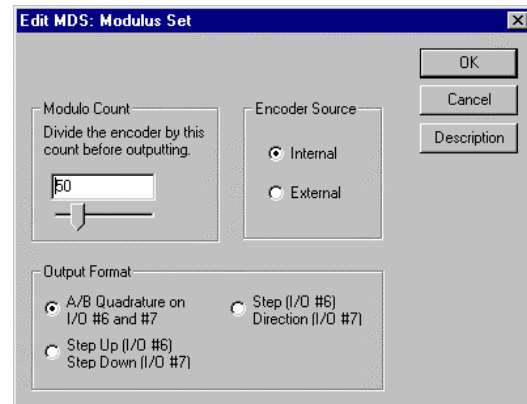 Edit MDS: Modulus Set
OK
Cancel
Description
Modulo Count
Divide the encoder by this
count before outputting.
50
Encoder Source
Internal
External
Output Format
A/B Quadrature on
I/O #6 and #7
Step Up (I/O #6)
Step Down (I/O #7)
Step (I/O #6)
Direction (I/O #7)